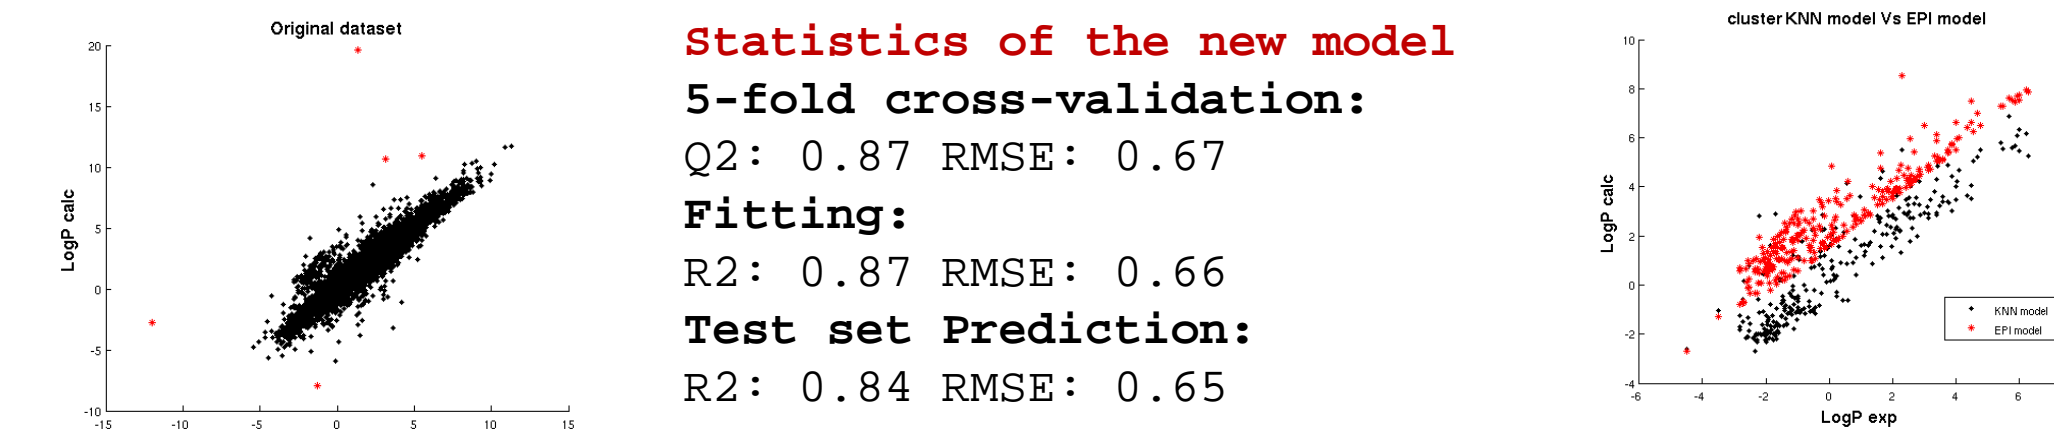 Original dataset
20
15
10
5
0
-5
-10
-15 -10 -5 0 5 10 15
LogP calc
Statistics of the new model
5-fold cross-validation:
Q2: 0.87 RMSE: 0.67
Fitting:
R2: 0.87 RMSE: 0.66
Test set Prediction:
R2: 0.84 RMSE: 0.65
cluster KNN model Vs EPI model
10
8
6
4
2
0
-2
-4
-6 -4 -2 0 2 4 6
LogP calc
LogP exp
KNN model
EPI model